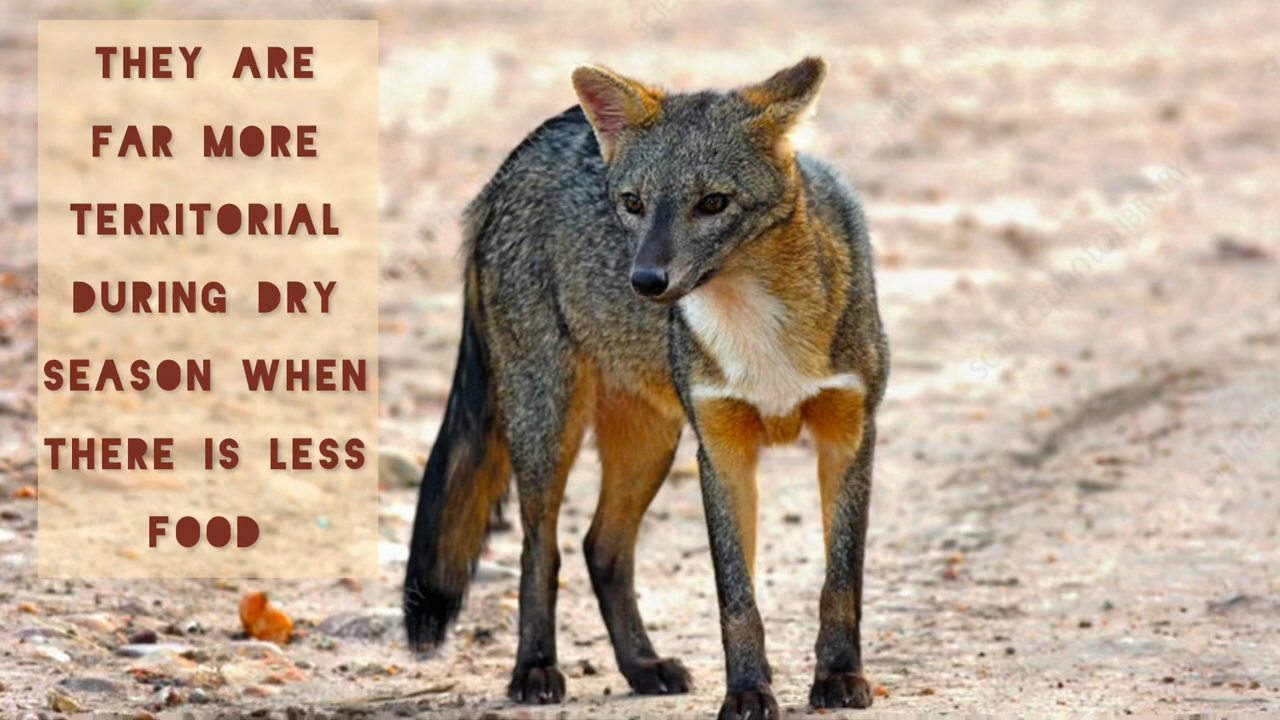 THEY ARE
FAR MORE
TERRITORIAL
DURING DRY
SEASON WHEN
THERE IS LESS
FOOD